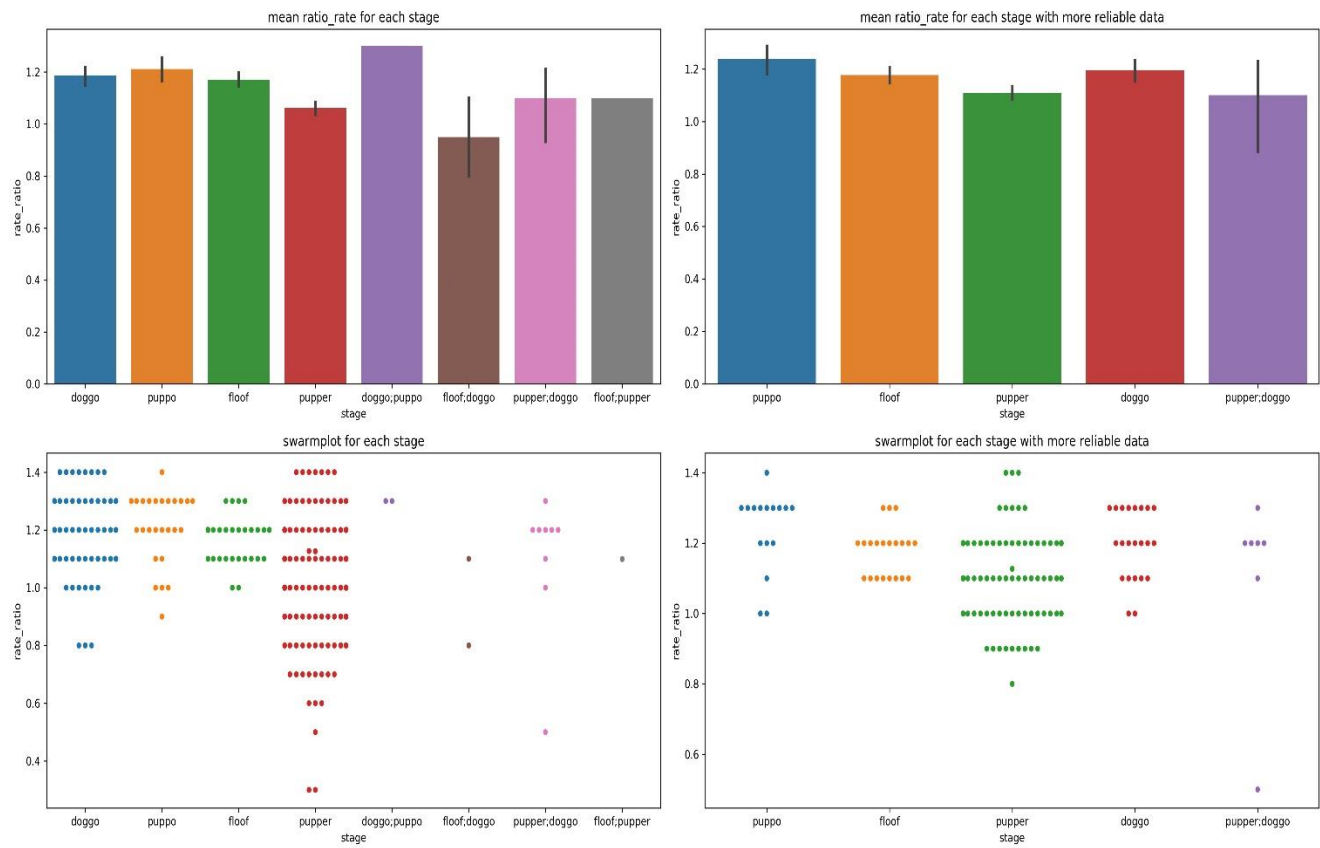 mean ratio_rate for each stage
rate_ratio
1.2
1.0
0.8
0.6
0.4
0.2
0.0
doggo puppo floof pupper doggo;puppo floof;doggo pupper;doggo floof;pupper
stage
mean ratio_rate for each stage with more reliable data
rate_ratio
1.2
1.0
0.8
0.6
0.4
0.2
0.0
puppo floof pupper doggo pupper;doggo
stage
swarmplot for each stage
rate_ratio
1.4
1.2
1.0
0.8
0.6
0.4
doggo puppo floof pupper doggo;puppo floof;doggo pupper;doggo floof;pupper
stage
swarmplot for each stage with more reliable data
rate_ratio
1.4
1.2
1.0
0.8
0.6
puppo floof pupper doggo pupper;doggo
stage